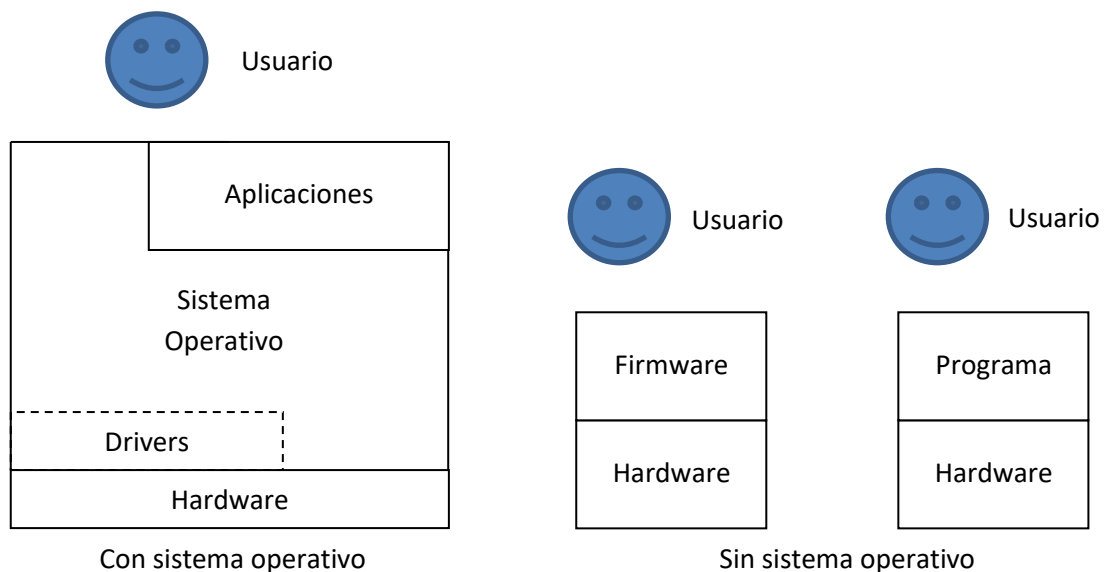 Usuario
Aplicaciones
Sistema
Operativo
Drivers
Hardware
Con sistema operativo
Usuario
Firmware
Hardware
Usuario
Programa
Hardware
Sin sistema operativo